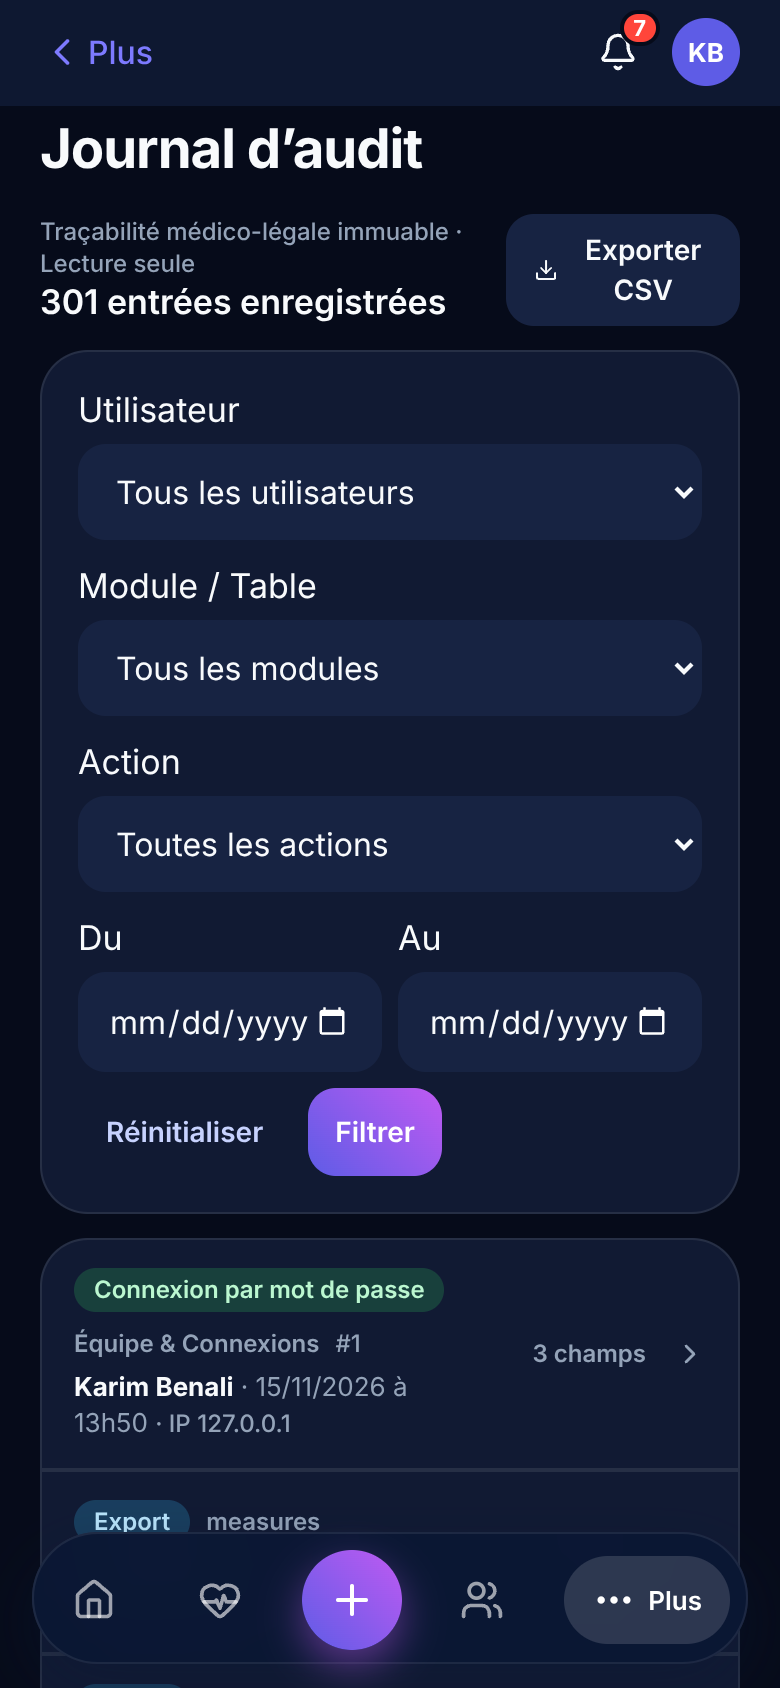 Plus
7
KB
Journal d’audit
Traçabilité médico-légale immuable ·
Lecture seule
301 entrées enregistrées
Exporter
CSV
Utilisateur
Tous les utilisateurs
Module / Table
Tous les modules
Action
Toutes les actions
Du
Au
mm/dd/yyyy
mm/dd/yyyy
Réinitialiser
Filtrer
Connexion par mot de passe
Équipe & Connexions #1
3 champs
Karim Benali · 15/11/2026 à
13h50 · IP 127.0.0.1
Export measures
Plus